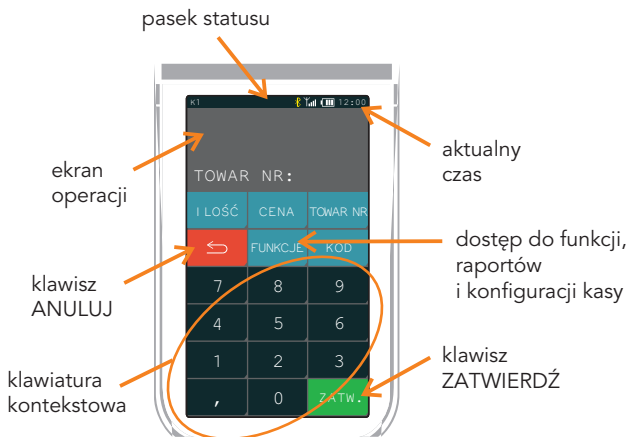 pasek statusu
K1 12:00
ekran
operacji
aktualny
czas
TOWAR NR:
ILOŚĆ CENA TOWAR NR
FUNKCJE KOD
dostęp do funkcji,
raportów
i konfiguracji kasy
klawisz
ANULUJ
7 8 9
4 5 6
1 2 3
klawisz
ZATWIERDŹ
klawiatura
kontekstowa
, 0 ZATW.